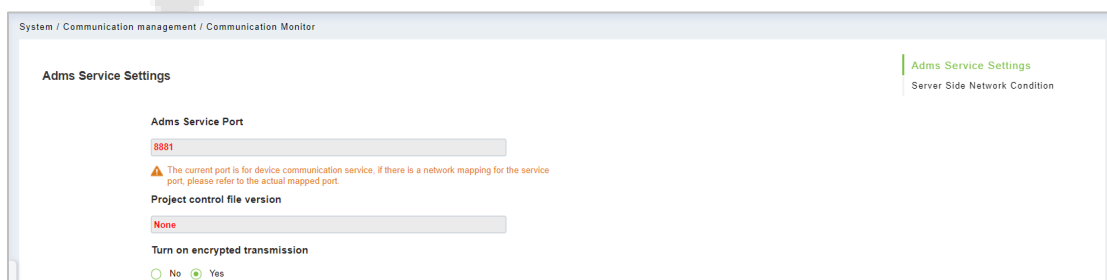 System / Communication management / Communication Monitor
Adms Service Settings
Adms Service Settings
Server Side Network Condition
Adms Service Port
8881
The current port is for device communication service, if there is a network mapping for the service
port, please refer to the actual mapped port.
Project control file version
None
Turn on encrypted transmission
No Yes